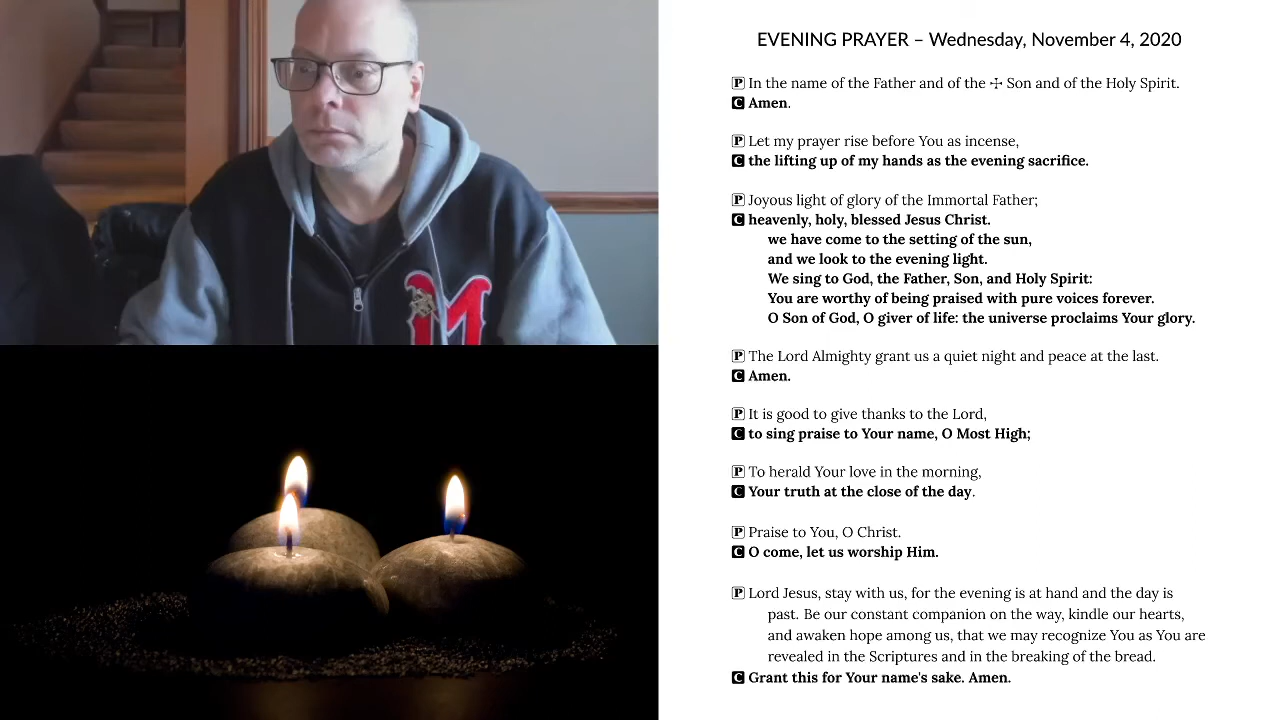 M
EVENING PRAYER – Wednesday, November 4, 2020
P In the name of the Father and of the ☩ Son and of the Holy Spirit.
C Amen.
P Let my prayer rise before You as incense,
C the lifting up of my hands as the evening sacrifice.
P Joyous light of glory of the Immortal Father;
C heavenly, holy, blessed Jesus Christ.
we have come to the setting of the sun,
and we look to the evening light.
We sing to God, the Father, Son, and Holy Spirit:
You are worthy of being praised with pure voices forever.
O Son of God, O giver of life: the universe proclaims Your glory.
P The Lord Almighty grant us a quiet night and peace at the last.
C Amen.
P It is good to give thanks to the Lord,
C to sing praise to Your name, O Most High;
P To herald Your love in the morning,
C Your truth at the close of the day.
P Praise to You, O Christ.
C O come, let us worship Him.
P Lord Jesus, stay with us, for the evening is at hand and the day is
past. Be our constant companion on the way, kindle our hearts,
and awaken hope among us, that we may recognize You as You are
revealed in the Scriptures and in the breaking of the bread.
C Grant this for Your name's sake. Amen.